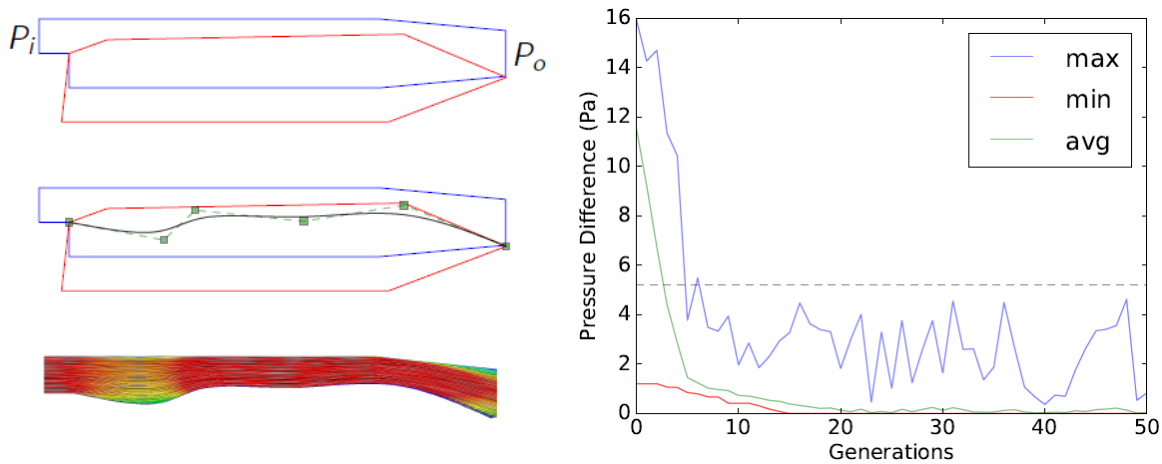 P_i
P_o
Pressure Difference (Pa)
16
14
12
10
8
6
4
2
0
max
min
avg
0 10 20 30 40 50
Generations